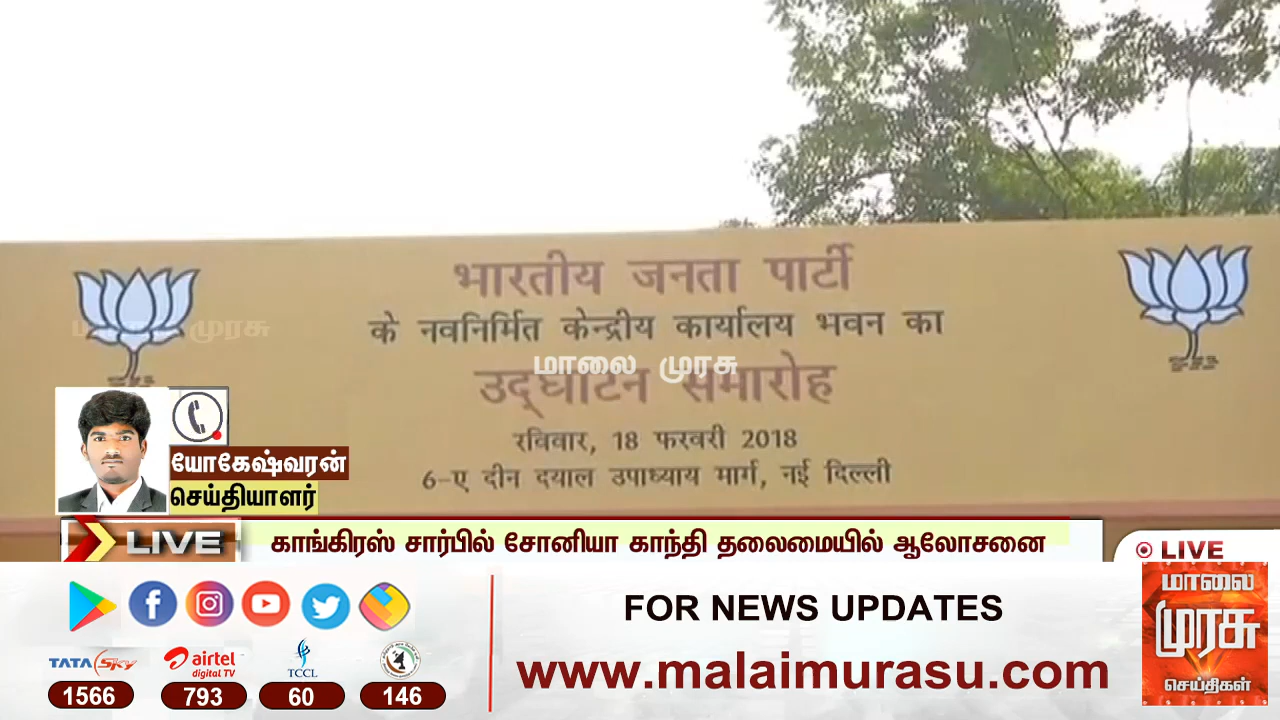 भारतीय जनता पार्टी
के नवनिर्मित केन्द्रीय कार्यालय भवन का
उद्घाटन समारोह
रविवार, 18 फरवरी 2018
6-ए दीन दयाल उपाध्याय मार्ग, नई दिल्ली
மாலை முரசு
மாலை முரசு
யோகேஷ்வரன்
செய்தியாளர்
LIVE
காங்கிரஸ் சார்பில் சோனியா காந்தி தலைமையில் ஆலோசனை
LIVE
மாலை
முரசு
செய்திகள்
FOR NEWS UPDATES
www.malaimurasu.com
TATA SKY
1566
airtel
digital TV
793
TCCL
60
146